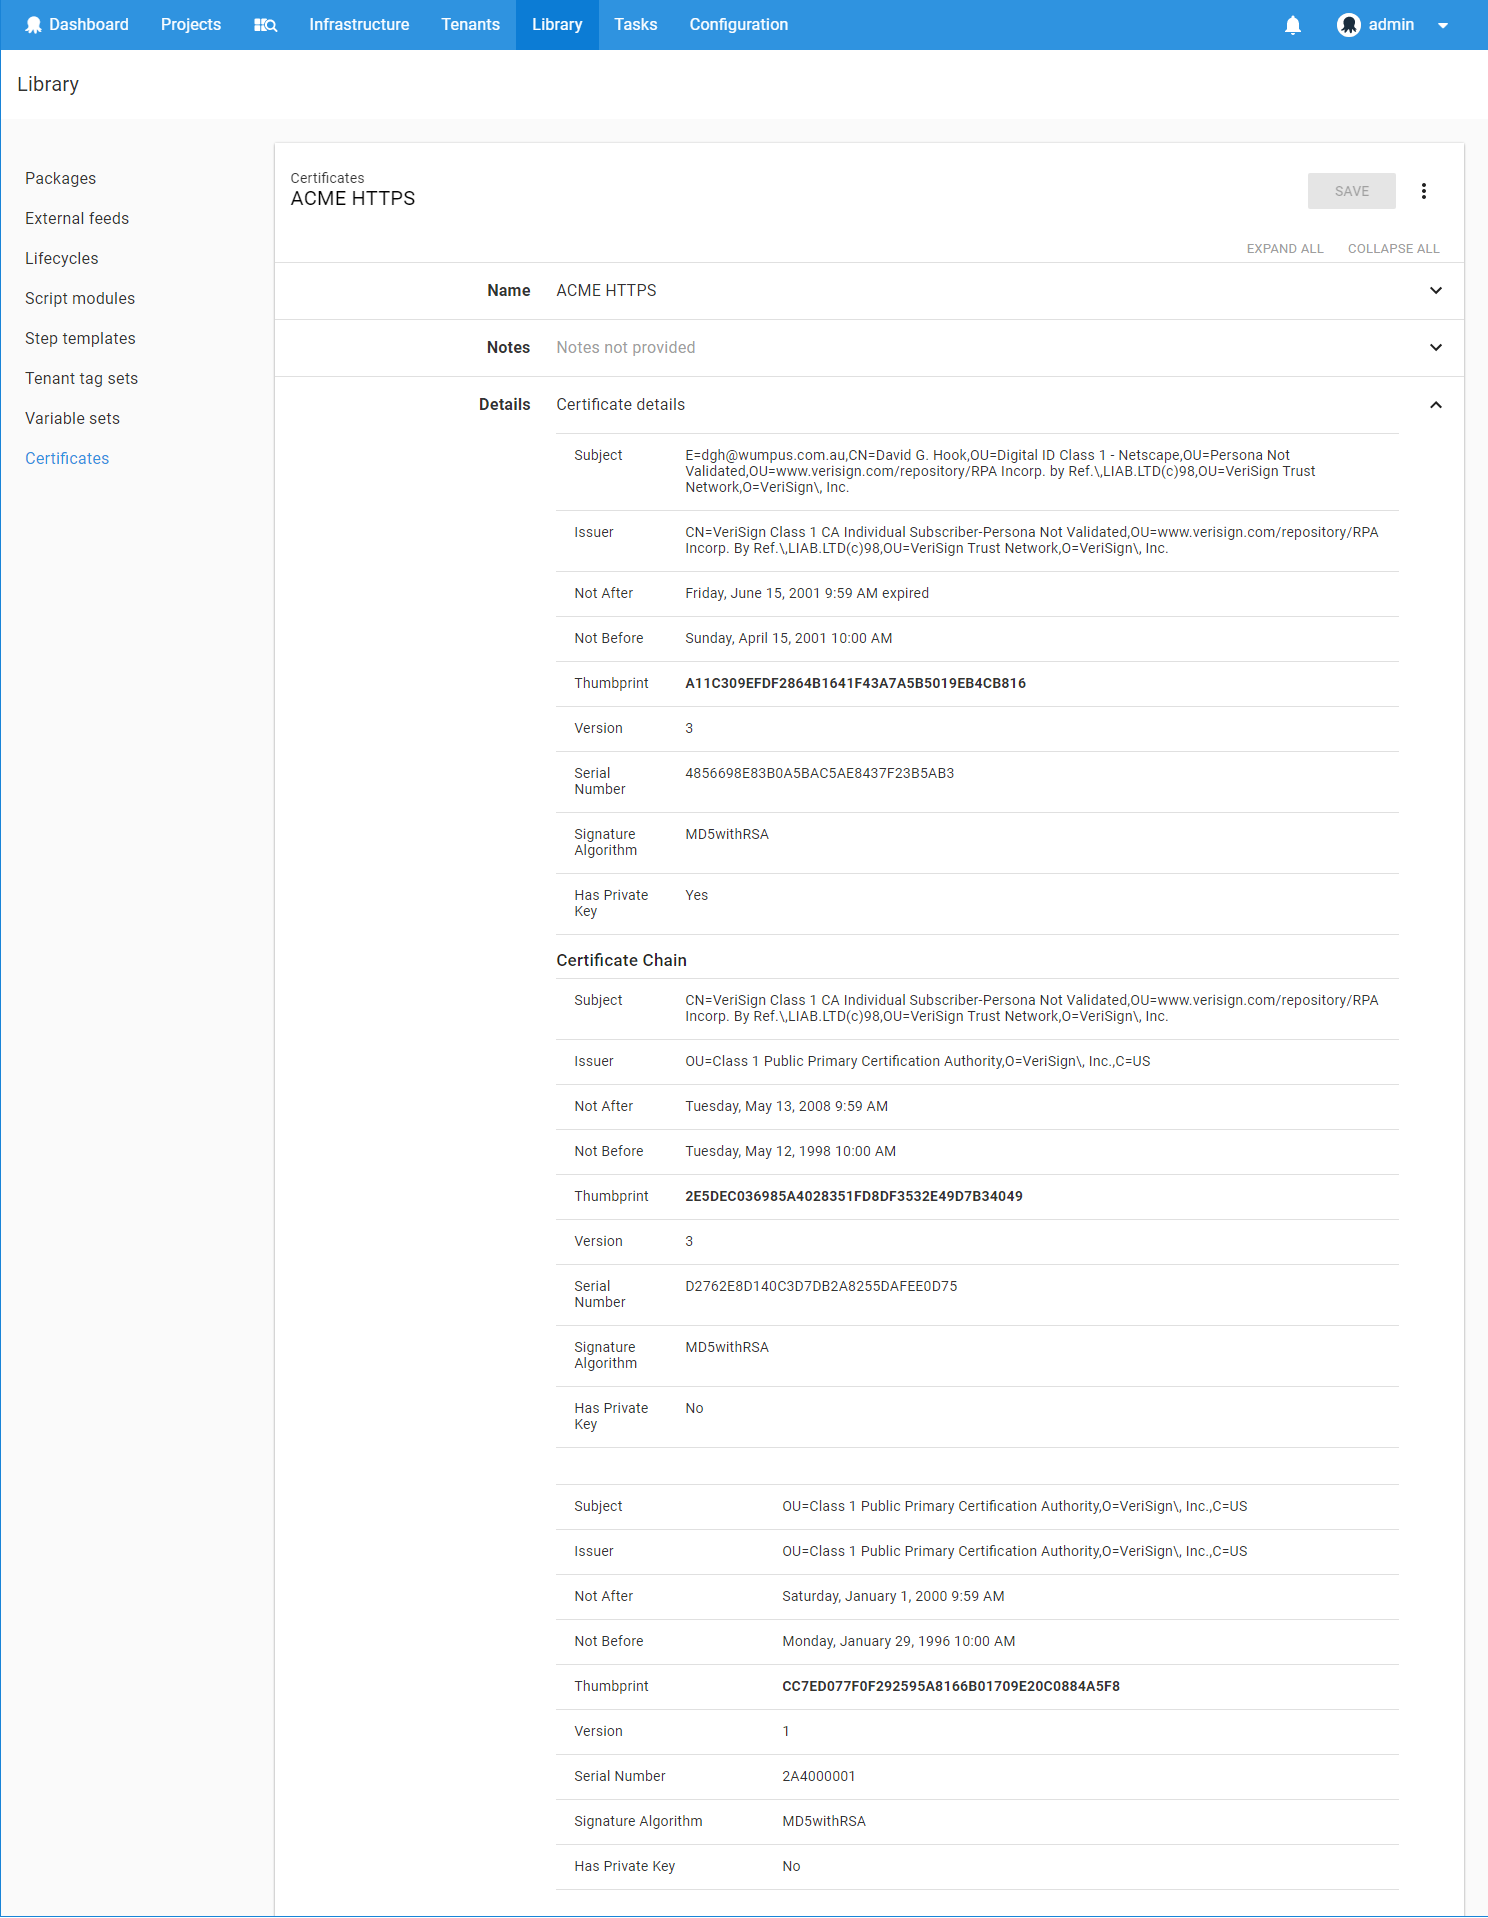 Dashboard Projects Infrastructure Tenants Library Tasks Configuration admin
Library
Packages
External feeds
Lifecycles
Script modules
Step templates
Tenant tag sets
Variable sets
Certificates
Certificates
ACME HTTPS
SAVE
EXPAND ALL COLLAPSE ALL
Name ACME HTTPS
Notes Notes not provided
Details Certificate details
Subject E=dgh@wumpus.com.au,CN=David G. Hook,OU=Digital ID Class 1 - Netscape,OU=Persona Not
Validated,OU=www.verisign.com/repository/RPA Incorp. by Ref.\,LIAB.LTD(c)98,OU=VeriSign Trust
Network,O=VeriSign\, Inc.
Issuer CN=VeriSign Class 1 CA Individual Subscriber-Persona Not Validated,OU=www.verisign.com/repository/RPA
Incorp. By Ref.\,LIAB.LTD(c)98,OU=VeriSign Trust Network,O=VeriSign\, Inc.
Not After Friday, June 15, 2001 9:59 AM expired
Not Before Sunday, April 15, 2001 10:00 AM
Thumbprint A11C309EFDF2864B1641F43A7A5B5019EB4CB816
Version 3
Serial
Number 4856698E83B0A5BAC5AE8437F23B5AB3
Signature
Algorithm MD5withRSA
Has Private
Key Yes
Certificate Chain
Subject CN=VeriSign Class 1 CA Individual Subscriber-Persona Not Validated,OU=www.verisign.com/repository/RPA
Incorp. By Ref.\,LIAB.LTD(c)98,OU=VeriSign Trust Network,O=VeriSign\, Inc.
Issuer OU=Class 1 Public Primary Certification Authority,O=VeriSign\, Inc.,C=US
Not After Tuesday, May 13, 2008 9:59 AM
Not Before Tuesday, May 12, 1998 10:00 AM
Thumbprint 2E5DEC036985A4028351FD8DF3532E49D7B34049
Version 3
Serial
Number D2762E8D140C3D7DB2A8255DAFEE0D75
Signature
Algorithm MD5withRSA
Has Private
Key No
Subject OU=Class 1 Public Primary Certification Authority,O=VeriSign\, Inc.,C=US
Issuer OU=Class 1 Public Primary Certification Authority,O=VeriSign\, Inc.,C=US
Not After Saturday, January 1, 2000 9:59 AM
Not Before Monday, January 29, 1996 10:00 AM
Thumbprint CC7ED077F0F292595A8166B01709E20C0884A5F8
Version 1
Serial Number 2A4000001
Signature Algorithm MD5withRSA
Has Private Key No